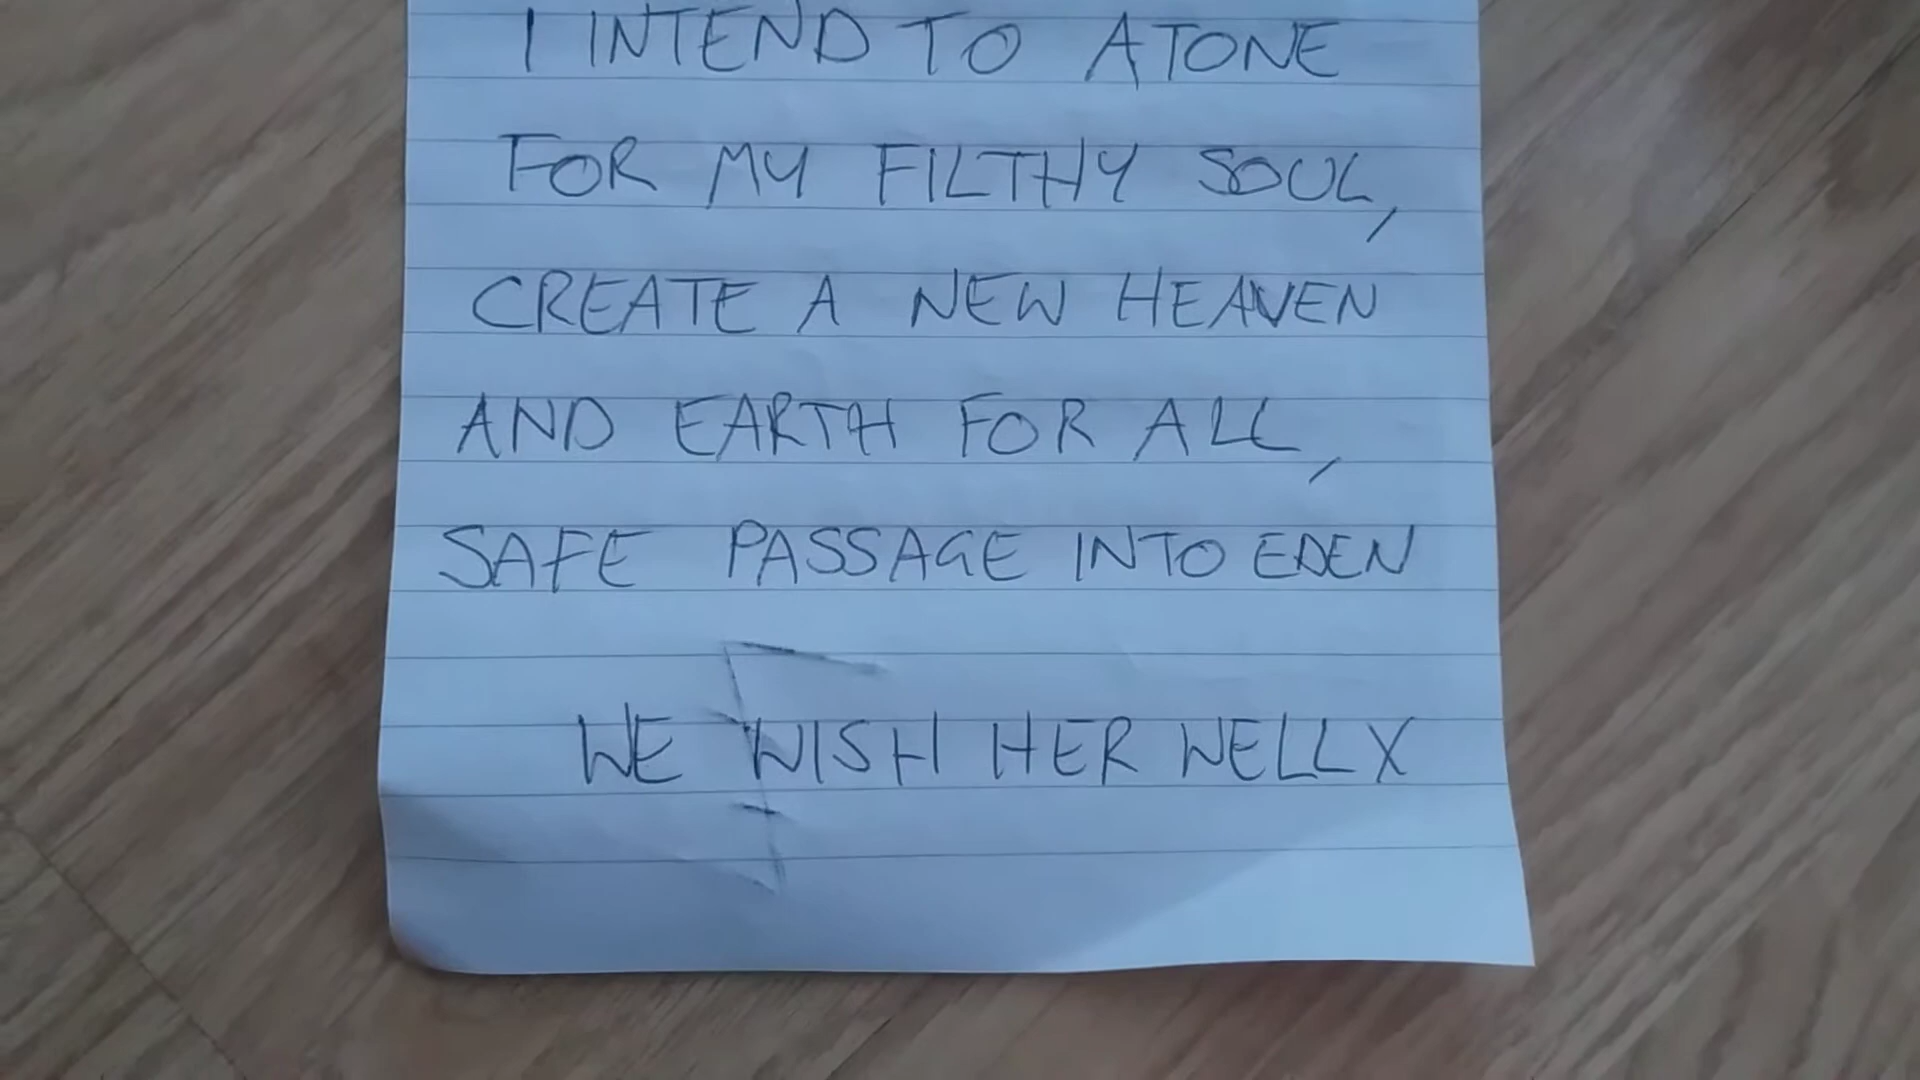 I INTEND TO ATONE
FOR MY FILTHY SOUL,
CREATE A NEW HEAVEN
AND EARTH FOR ALL,
SAFE PASSAGE INTO EDEN
WE WISH HER WELL X